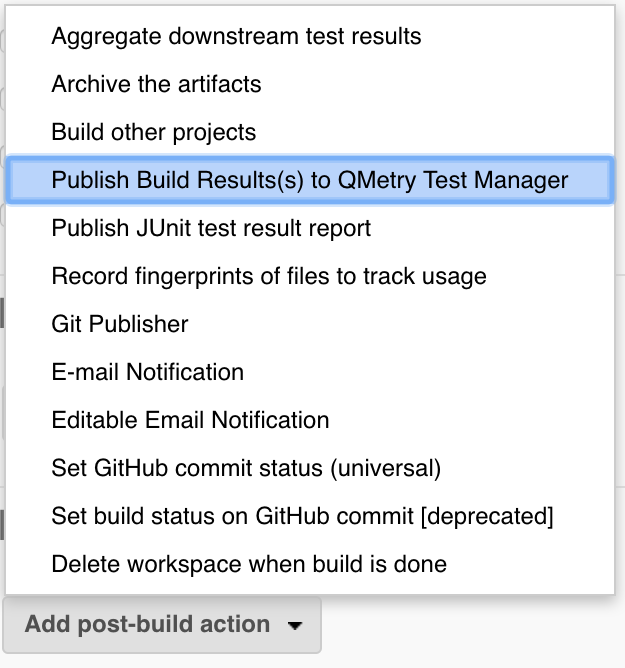 Aggregate downstream test results
Archive the artifacts
Build other projects
Publish Build Results(s) to QMetry Test Manager
Publish JUnit test result report
Record fingerprints of files to track usage
Git Publisher
E-mail Notification
Editable Email Notification
Set GitHub commit status (universal)
Set build status on GitHub commit [deprecated]
Delete workspace when build is done
Add post-build action